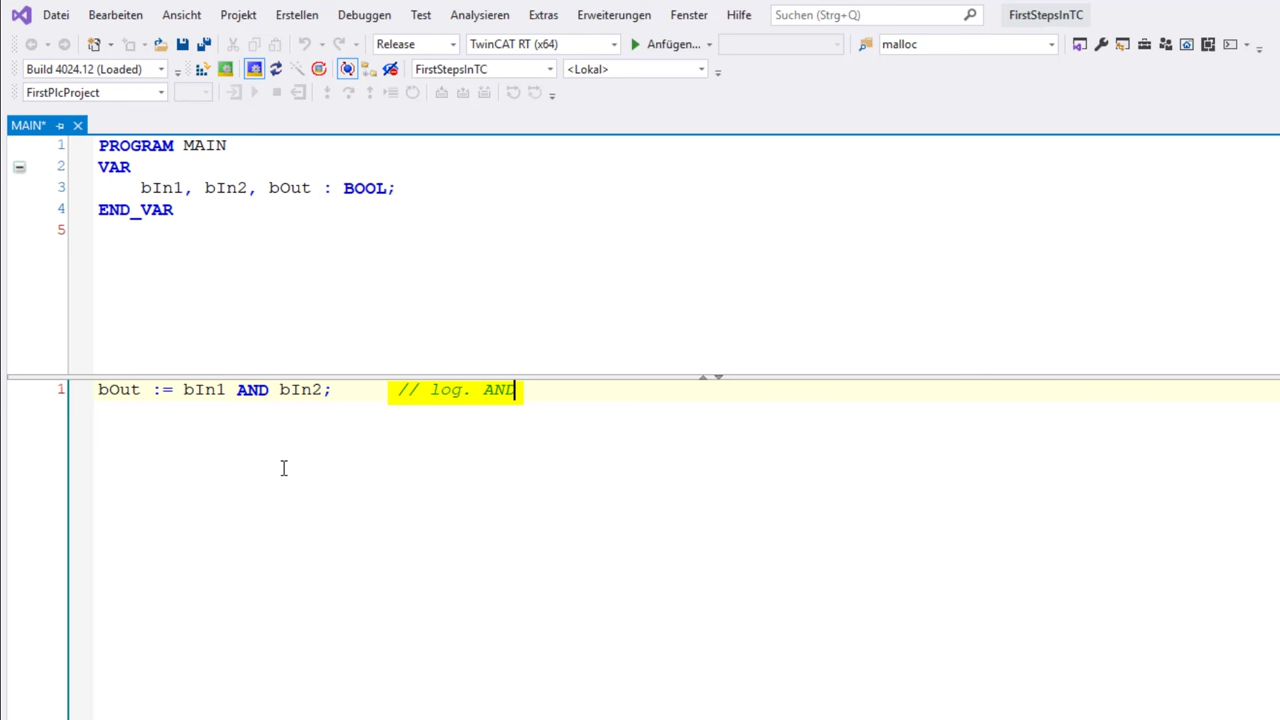 Datei Bearbeiten Ansicht Projekt Erstellen Debuggen Test Analysieren Extras Erweiterungen Fenster Hilfe Suchen (Strg+Q) FirstStepsInTC
Release TwinCAT RT (x64) Anfügen... malloc
Build 4024.12 (Loaded) FirstStepsInTC <Lokal>
FirstPlcProject
MAIN*
1 PROGRAM MAIN
2 VAR
3 bIn1, bIn2, bOut : BOOL;
4 END_VAR
5
1 bOut := bIn1 AND bIn2; // log. AND